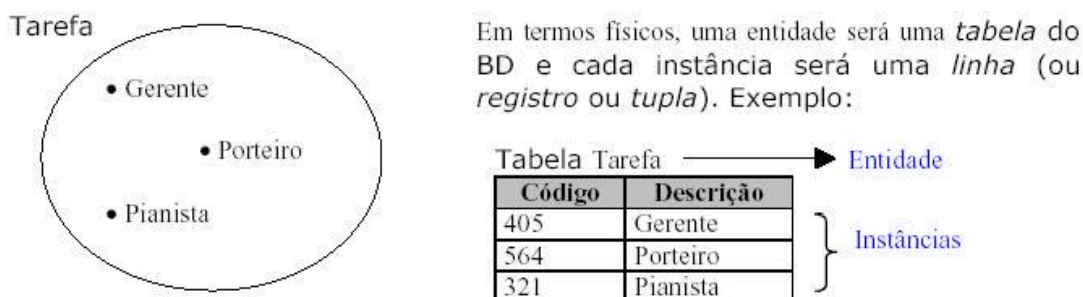 Tarefa
• Gerente
• Porteiro
• Pianista
Em termos físicos, uma entidade será uma tabela do
BD e cada instância será uma linha (ou
registro ou tupla). Exemplo:
Tabela Tarefa Entidade
Código Descrição
405 Gerente
564 Porteiro
321 Pianista
Instâncias